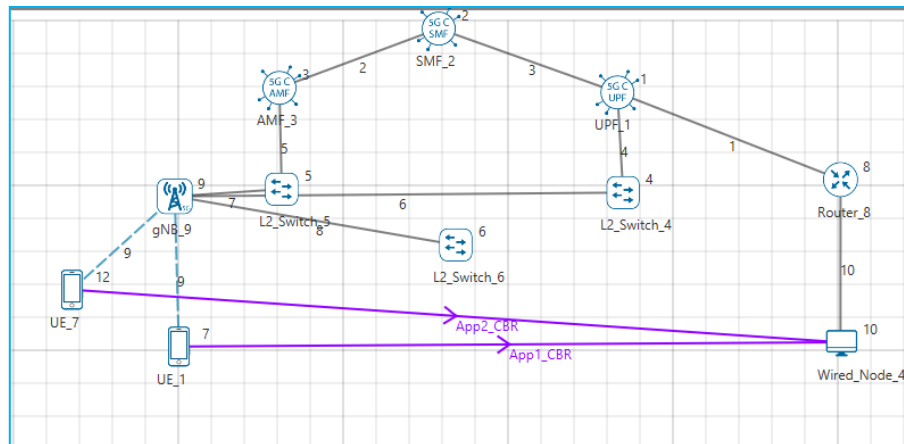 5G C
SMF
2
SMF_2
2
3
5G C
AMF
3
AMF_3
5G C
UPF
1
UPF_1
1
5
4
8
Router_8
9
gNB_9
7
5
L2_Switch_5
6
4
L2_Switch_4
8
6
L2_Switch_6
9
9
10
12
UE_7
App2_CBR
7
UE_1
App1_CBR
10
Wired_Node_4